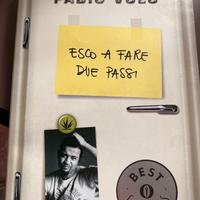 FABIO VOLO
ESCO A FARE
DUE PASSI
BEST